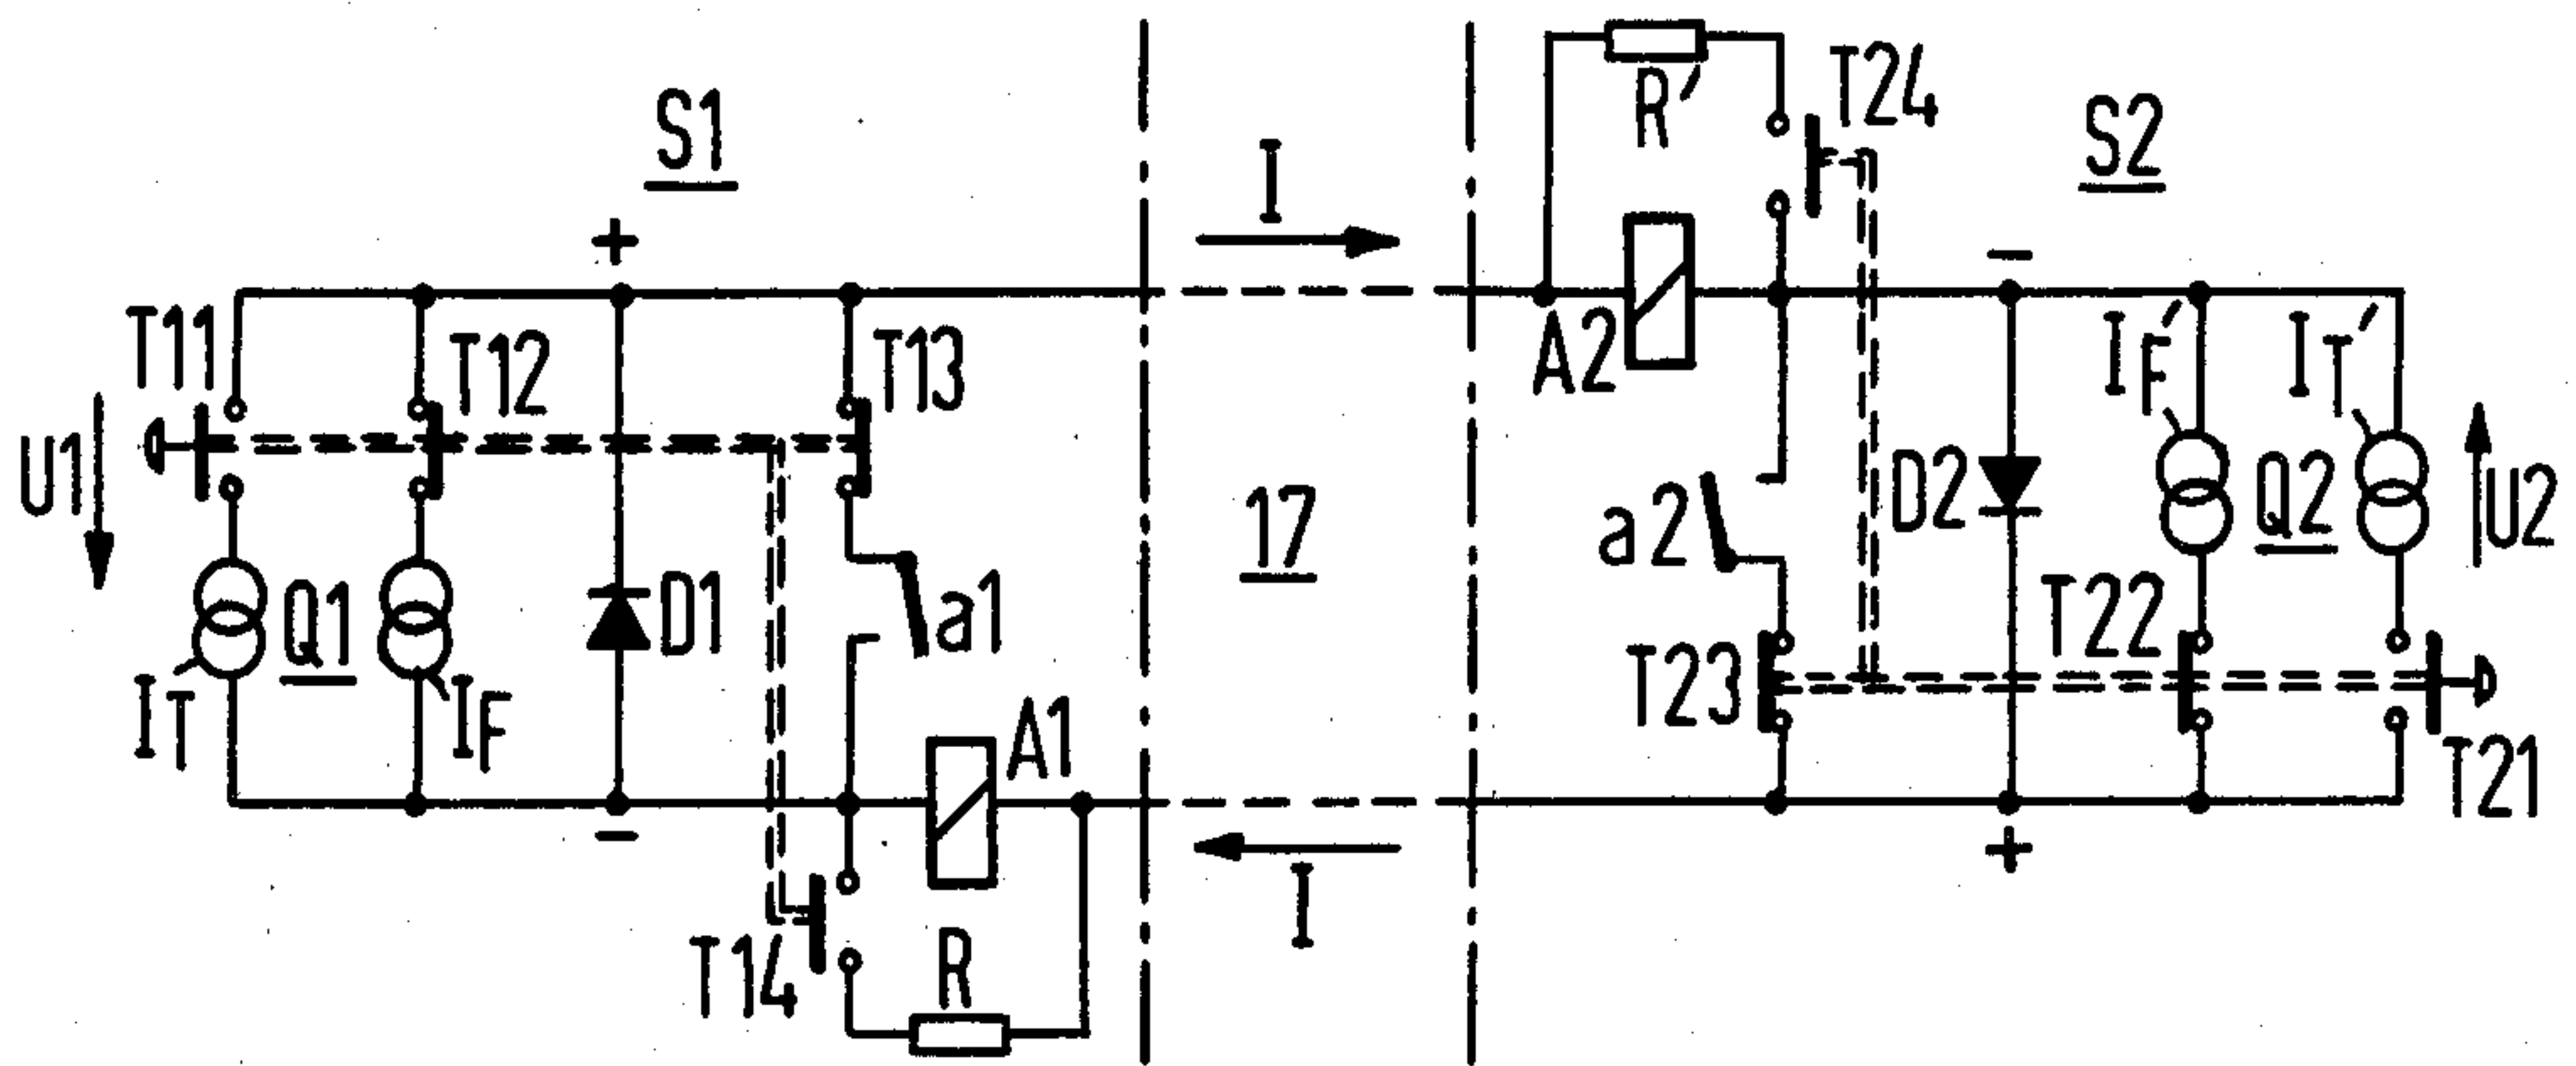 S1
I
R'
T24
S2
+
−
T11
T12
T13
A2
I_F'
I_T'
U1
17
a2
D2
Q2
U2
Q1
D1
a1
T22
T23
I_T
I_F
A1
T21
−
+
I
T14
R